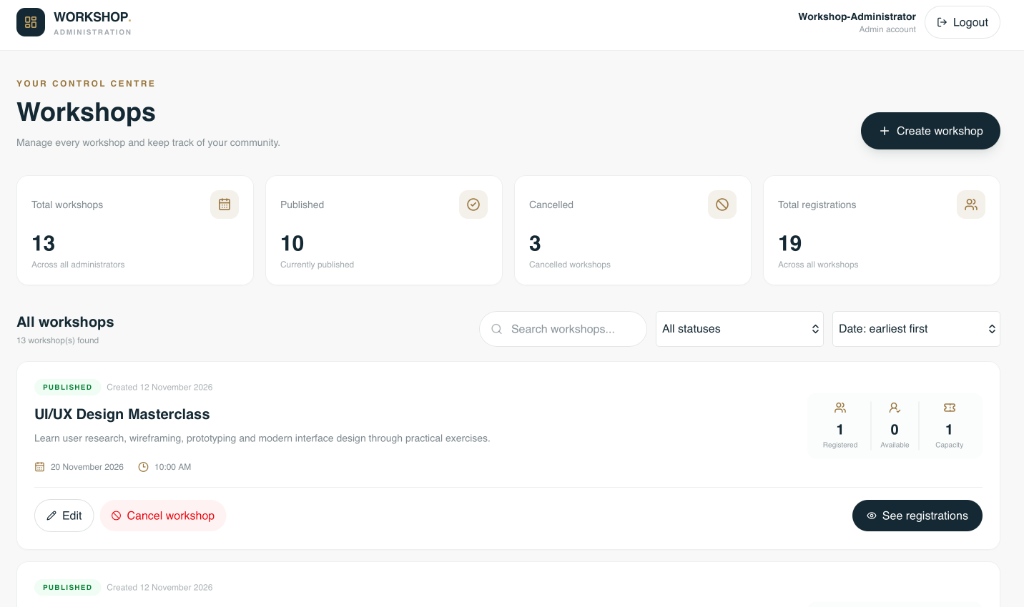 WORKSHOP.
ADMINISTRATION
Workshop-Administrator
Admin account
Logout
YOUR CONTROL CENTRE
Workshops
Manage every workshop and keep track of your community.
Create workshop
Total workshops
13
Across all administrators
Published
10
Currently published
Cancelled
3
Cancelled workshops
Total registrations
19
Across all workshops
All workshops
13 workshop(s) found
Search workshops...
All statuses
Date: earliest first
PUBLISHED Created 12 November 2026
UI/UX Design Masterclass
Learn user research, wireframing, prototyping and modern interface design through practical exercises.
20 November 2026 10:00 AM
1
Registered
0
Available
1
Capacity
Edit
Cancel workshop
See registrations
PUBLISHED Created 12 November 2026